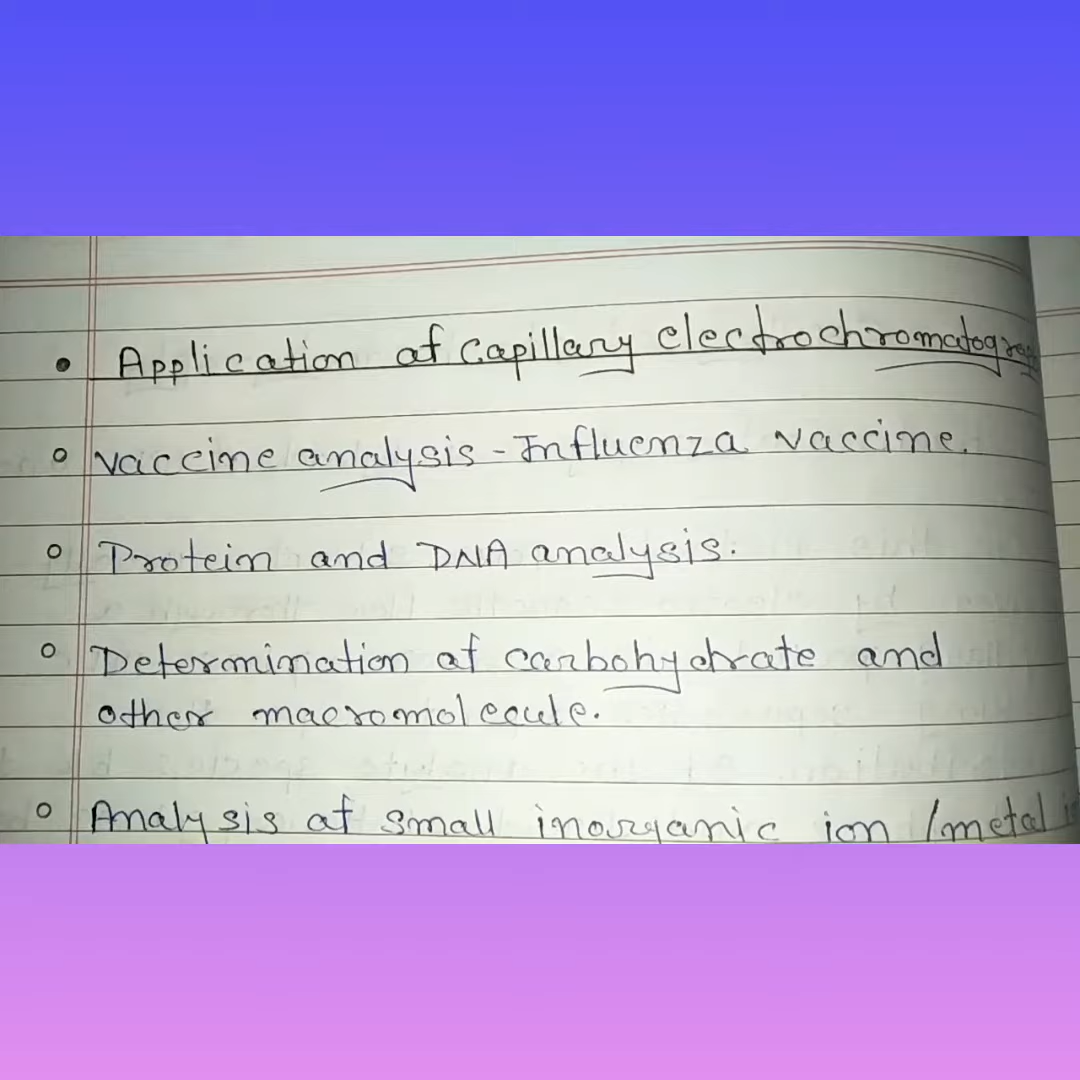 • Application of capillary electrochromatograp
° vaccine analysis - Influenza vaccine.
° Protein and DNA analysis.
° Determination of carbohydrate and
other macromolecule.
° Analysis of small inorganic ion /metal